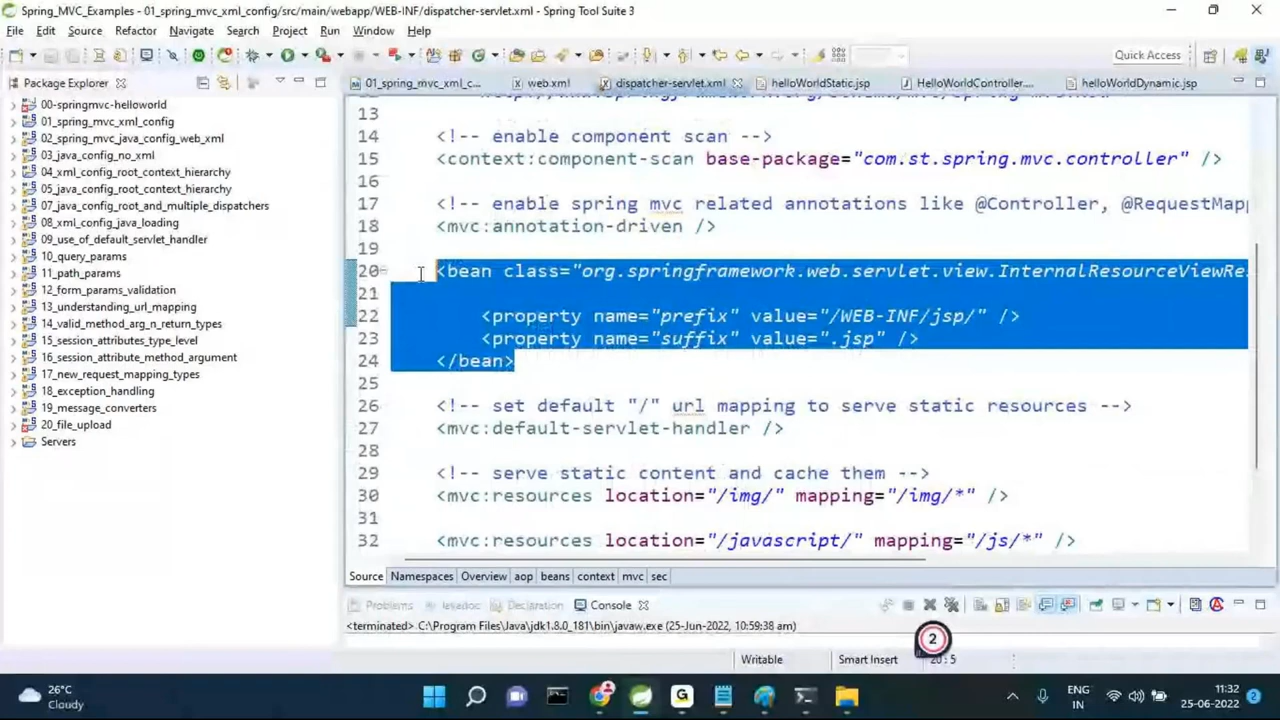 Spring_MVC_Examples - 01_spring_mvc_xml_config/src/main/webapp/WEB-INF/dispatcher-servlet.xml - Spring Tool Suite 3
File Edit Source Refactor Navigate Search Project Run Window Help
Quick Access
Package Explorer
01_spring_mvc_xml_c... web.xml dispatcher-servlet.xml helloWorldStatic.jsp HelloWorldController.... helloWorldDynamic.jsp
00-springmvc-helloworld
01_spring_mvc_xml_config
02_spring_mvc_java_config_web_xml
03_java_config_no_xml
04_xml_config_root_context_hierarchy
05_java_config_root_context_hierarchy
07_java_config_root_and_multiple_dispatchers
08_xml_config_java_loading
09_use_of_default_servlet_handler
10_query_params
11_path_params
12_form_params_validation
13_understanding_url_mapping
14_valid_method_arg_n_return_types
15_session_attributes_type_level
16_session_attribute_method_argument
17_new_request_mapping_types
18_exception_handling
19_message_converters
20_file_upload
Servers
13
14 <!-- enable component scan -->
15 <context:component-scan base-package="com.st.spring.mvc.controller" />
16
17 <!-- enable spring mvc related annotations like @Controller, @RequestMapp
18 <mvc:annotation-driven />
19
20 <bean class="org.springframework.web.servlet.view.InternalResourceViewRes
21
22 <property name="prefix" value="/WEB-INF/jsp/" />
23 <property name="suffix" value=".jsp" />
24 </bean>
25
26 <!-- set default "/" url mapping to serve static resources -->
27 <mvc:default-servlet-handler />
28
29 <!-- serve static content and cache them -->
30 <mvc:resources location="/img/" mapping="/img/*" />
31
32 <mvc:resources location="/javascript/" mapping="/js/*" />
Source Namespaces Overview aop beans context mvc sec
Problems Javadoc Declaration Console
<terminated> C:\Program Files\Java\jdk1.8.0_181\bin\javaw.exe (25-Jun-2022, 10:59:38 am)
2
Writable Smart Insert 20 : 5
26°C
Cloudy
ENG
IN
11:32
25-06-2022
2